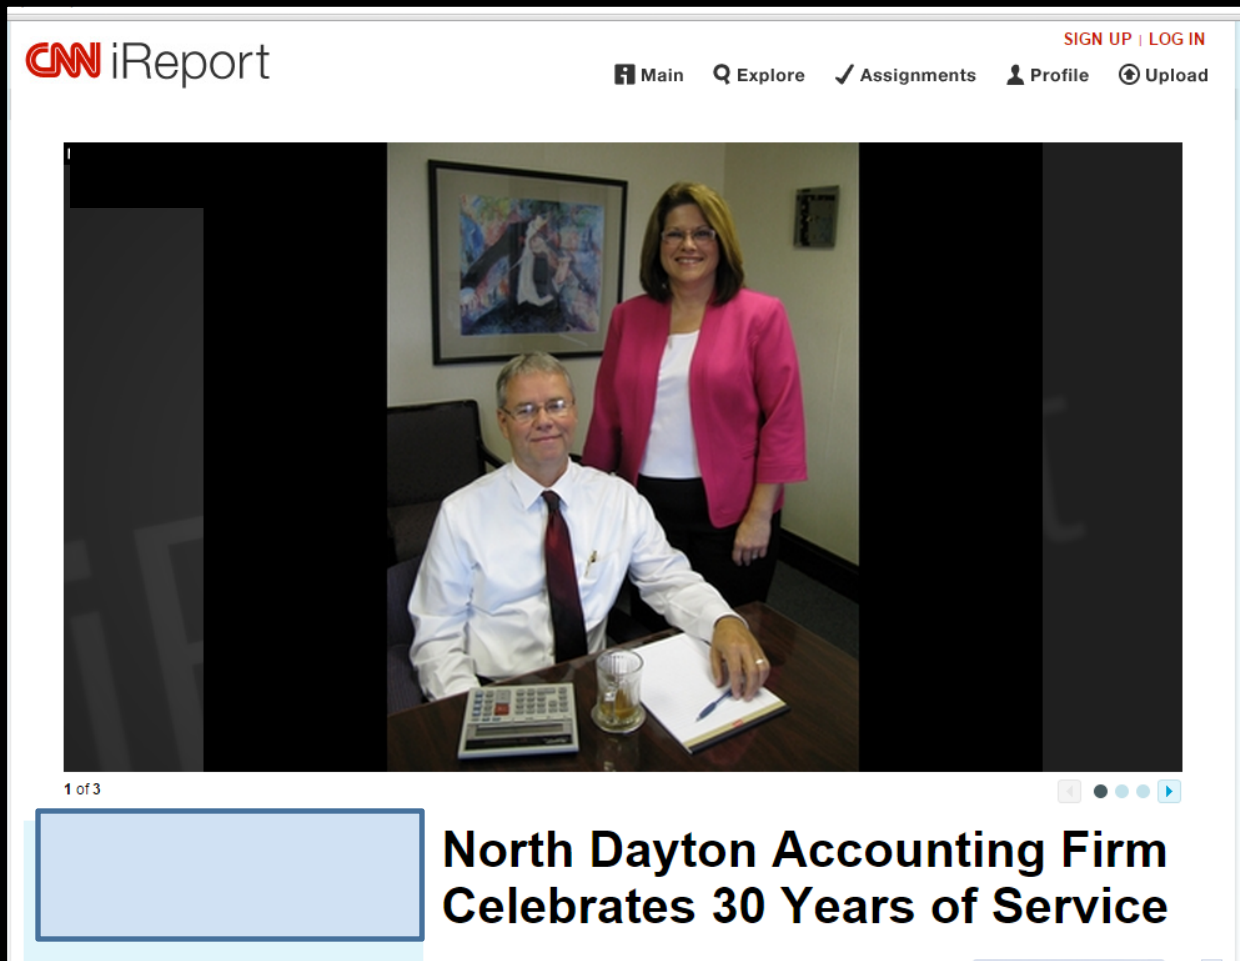 CNN iReport
SIGN UP | LOG IN
Main Explore Assignments Profile Upload
1 of 3
North Dayton Accounting Firm
Celebrates 30 Years of Service